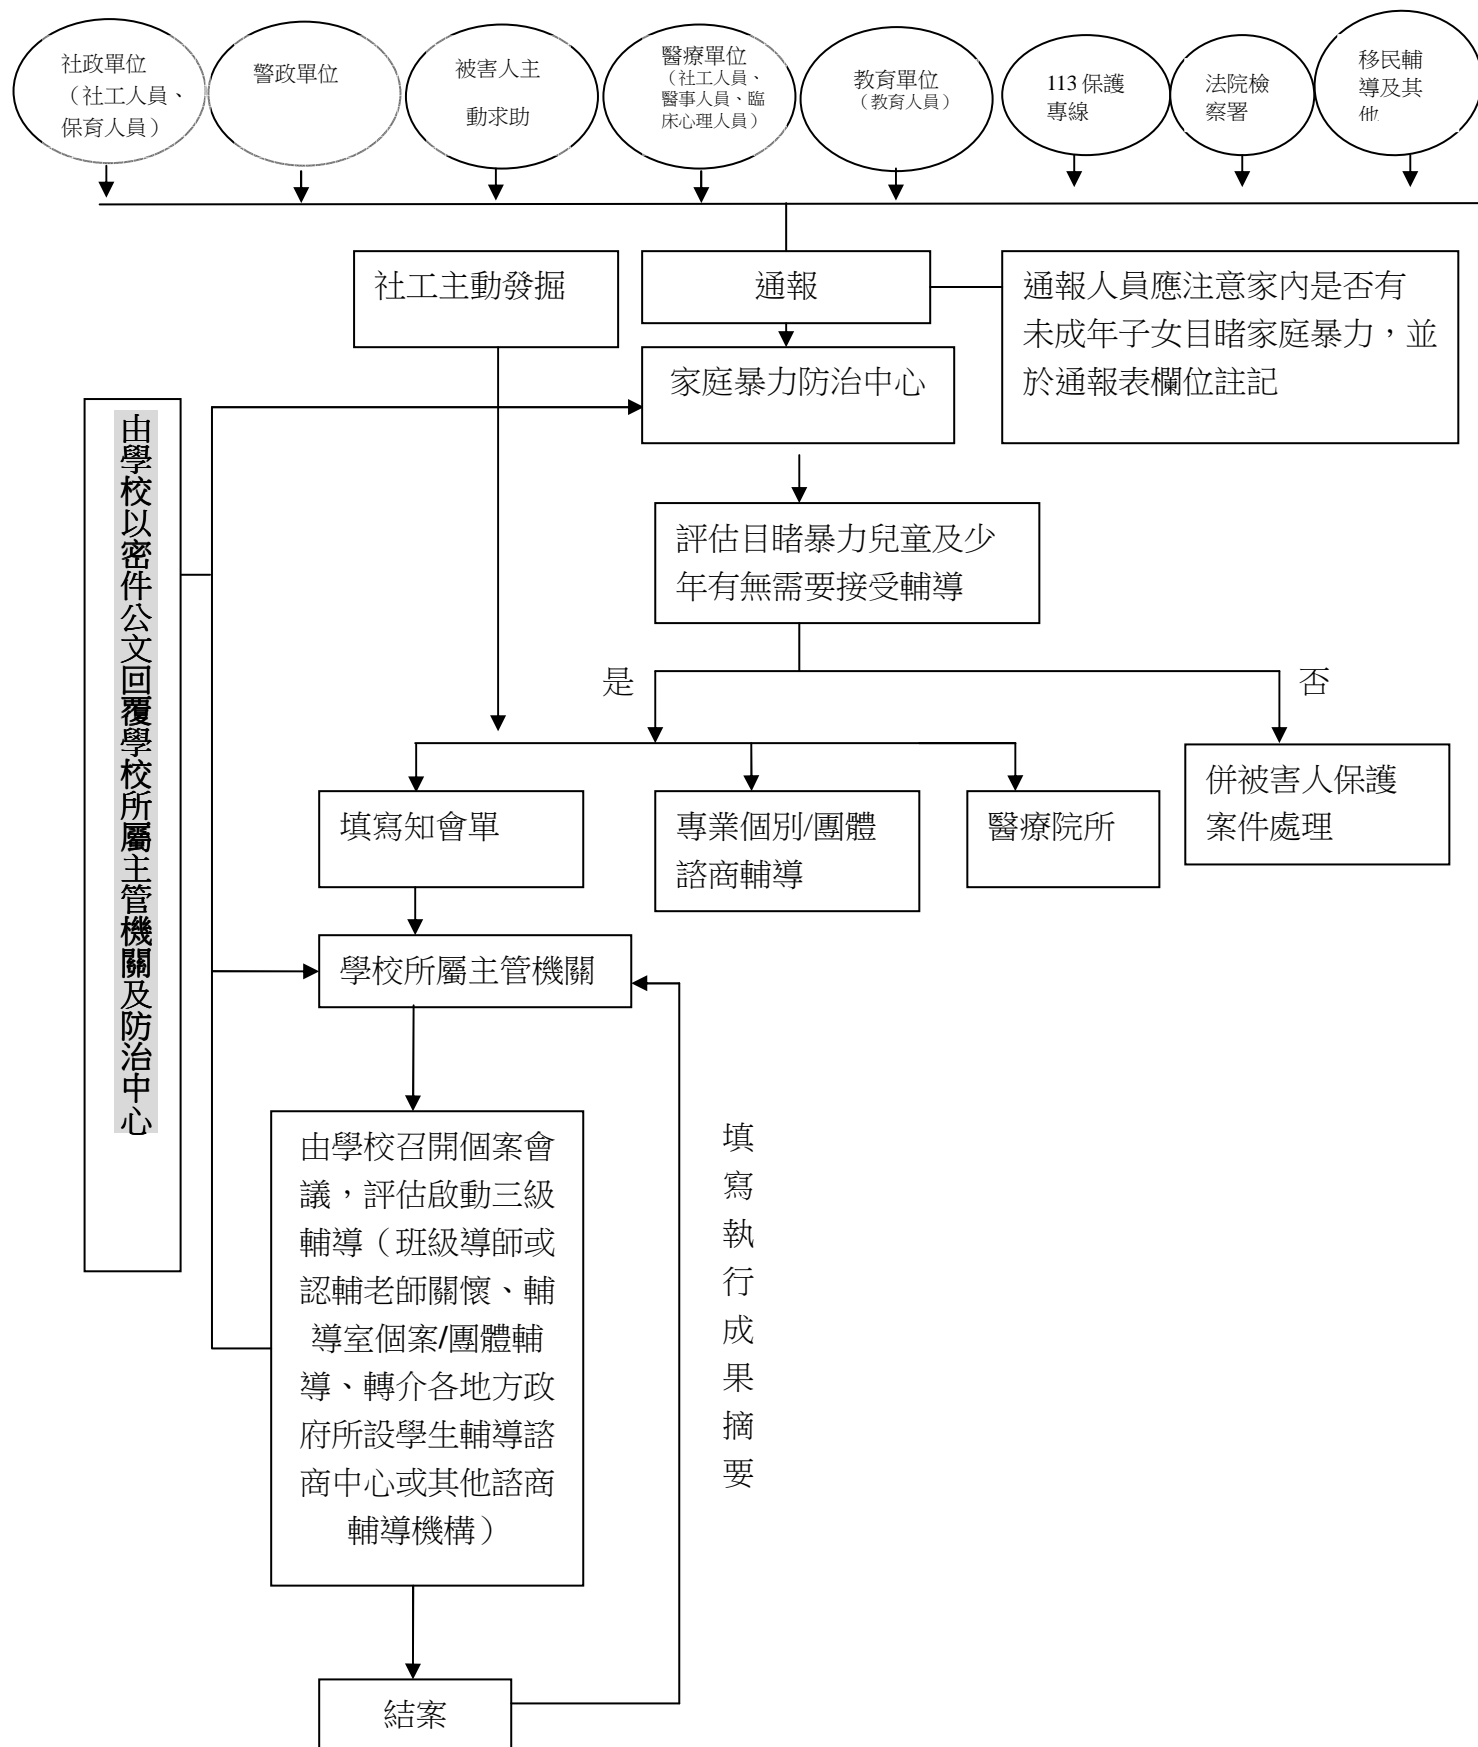 社政單位
（社工人員、
保育人員）
警政單位
被害人主
動求助
醫療單位
（社工人員、
醫事人員、臨
床心理人員）
教育單位
（教育人員）
113 保護
專線
法院檢
察署
移民輔
導及其
他
社工主動發掘
通報
通報人員應注意家內是否有
未成年子女目睹家庭暴力，並
於通報表欄位註記
家庭暴力防治中心
由學校以密件公文回覆學校所屬主管機關及防治中心
評估目睹暴力兒童及少
年有無需要接受輔導
是
否
填寫知會單
專業個別/團體
諮商輔導
醫療院所
併被害人保護
案件處理
學校所屬主管機關
由學校召開個案會
議，評估啟動三級
輔導（班級導師或
認輔老師關懷、輔
導室個案/團體輔
導、轉介各地方政
府所設學生輔導諮
商中心或其他諮商
輔導機構）
填寫執行成果摘要
結案